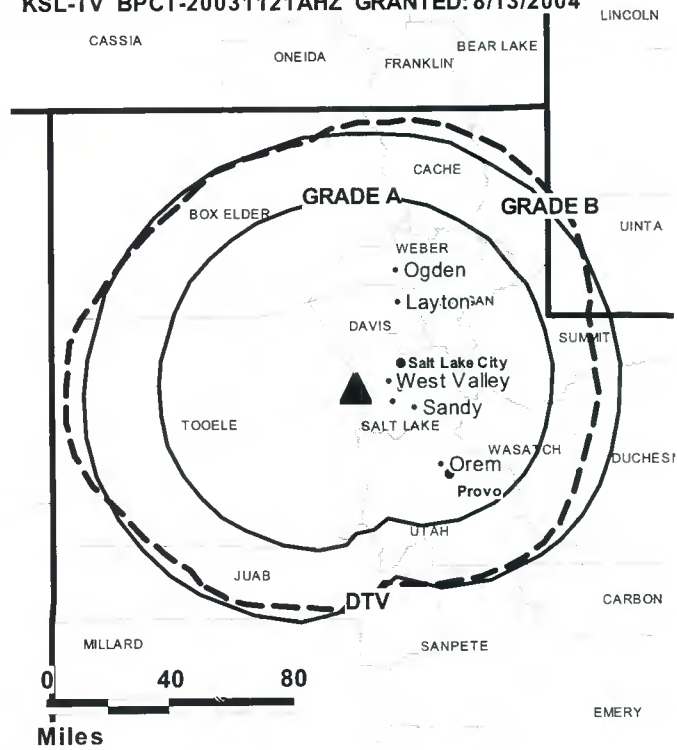 KSL-TV BPCT-20031121AHZ GRANTED: 8/13/2004
LINCOLN
CASSIA
ONEIDA
FRANKLIN
BEAR LAKE
CACHE
GRADE A
GRADE B
BOX ELDER
UINTA
WEBER
Ogden
Layton
DAVIS
SUMMIT
Salt Lake City
West Valley
Sandy
TOOELE
SALT LAKE
WASATCH
DUCHES
Orem
Provo
UTAH
JUAB
DTV
CARBON
MILLARD
SANPETE
0 40 80
EMERY
Miles